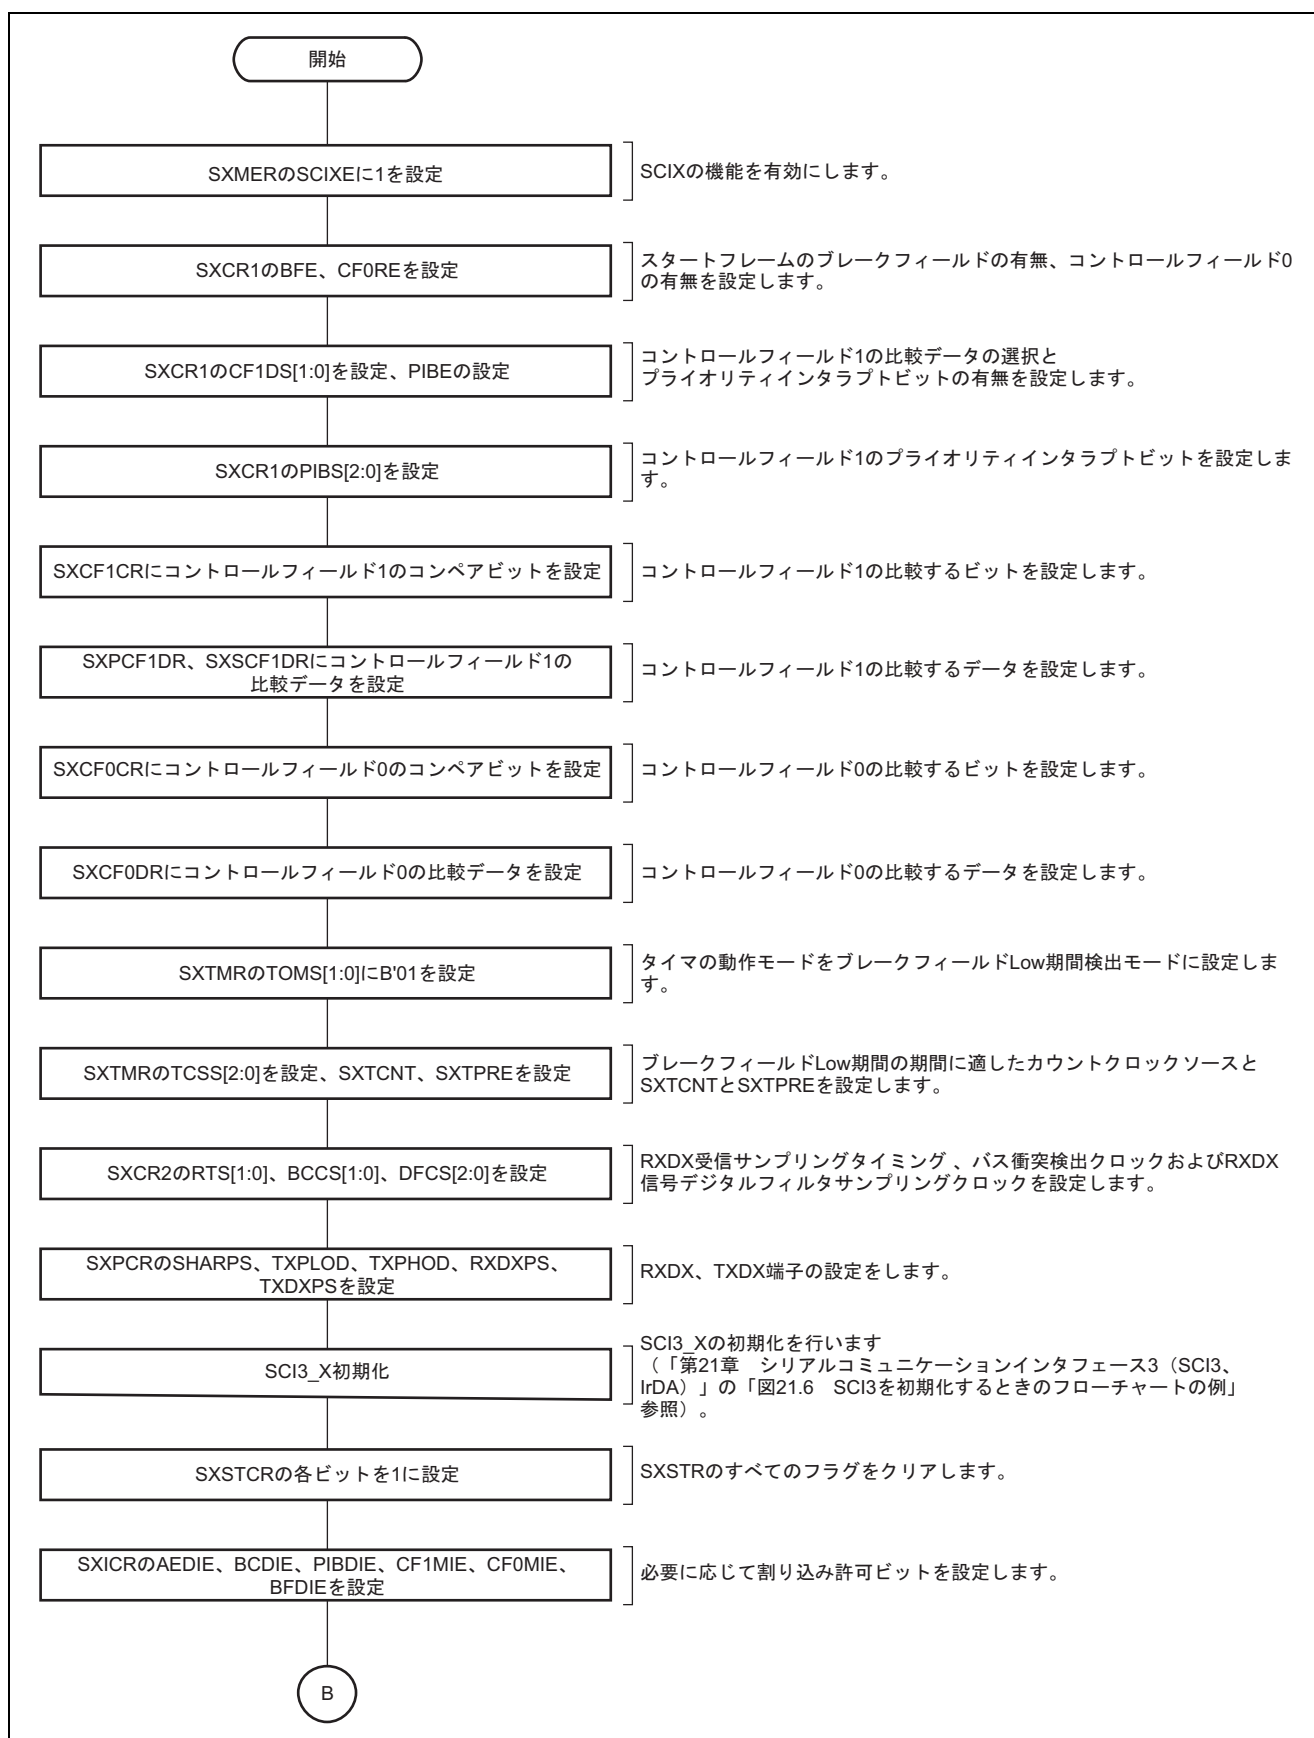 開始
SXMERのSCIXEに1を設定
SCIXの機能を有効にします。
SXCR1のBFE、CF0REを設定
スタートフレームのブレークフィールドの有無、コントロールフィールド0
の有無を設定します。
SXCR1のCF1DS[1:0]を設定、PIBEの設定
コントロールフィールド1の比較データの選択と
プライオリティインタラプトビットの有無を設定します。
SXCR1のPIBS[2:0]を設定
コントロールフィールド1のプライオリティインタラプトビットを設定しま
す。
SXCF1CRにコントロールフィールド1のコンペアビットを設定
コントロールフィールド1の比較するビットを設定します。
SXPCF1DR、SXSCF1DRにコントロールフィールド1の
比較データを設定
コントロールフィールド1の比較するデータを設定します。
SXCF0CRにコントロールフィールド0のコンペアビットを設定
コントロールフィールド0の比較するビットを設定します。
SXCF0DRにコントロールフィールド0の比較データを設定
コントロールフィールド0の比較するデータを設定します。
SXTMRのTOMS[1:0]にB'01を設定
タイマの動作モードをブレークフィールドLow期間検出モードに設定しま
す。
SXTMRのTCSS[2:0]を設定、SXTCNT、SXTPREを設定
ブレークフィールドLow期間の期間に適したカウントクロックソースと
SXTCNTとSXTPREを設定します。
SXCR2のRTS[1:0]、BCCS[1:0]、DFCS[2:0]を設定
RXDX受信サンプリングタイミング 、バス衝突検出クロックおよびRXDX
信号デジタルフィルタサンプリングクロックを設定します。
SXPCRのSHARPS、TXPLOD、TXPHOD、RXDXPS、
TXDXPSを設定
RXDX、TXDX端子の設定をします。
SCI3_X初期化
SCI3_Xの初期化を行います
（「第21章　シリアルコミュニケーションインタフェース3（SCI3、
IrDA）」の「図21.6　SCI3を初期化するときのフローチャートの例」
参照）。
SXSTCRの各ビットを1に設定
SXSTRのすべてのフラグをクリアします。
SXICRのAEDIE、BCDIE、PIBDIE、CF1MIE、CF0MIE、
BFDIEを設定
必要に応じて割り込み許可ビットを設定します。
B